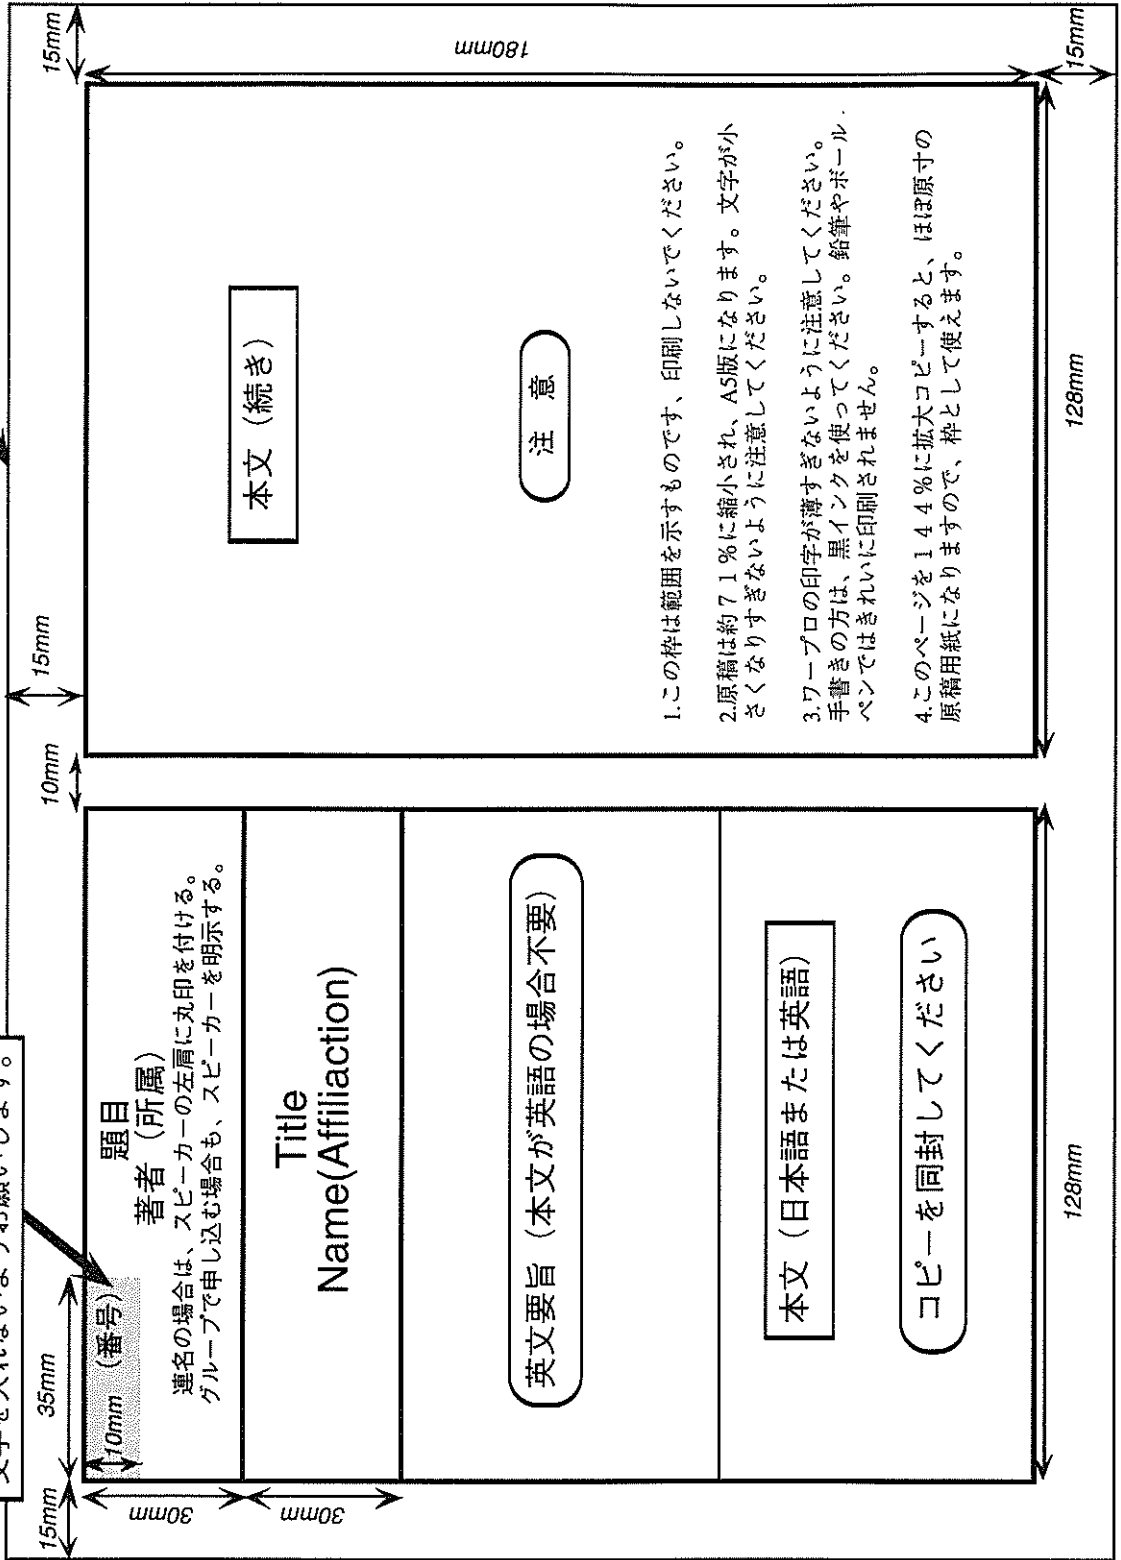 文字を入れないようお願いします。
15mm
35mm
10mm
15mm
15mm
10mm
(番号)
題目
著者(所属)
連名の場合は、スピーカーの左肩に丸印を付ける。
グループで申し込む場合も、スピーカーを明示する。
30mm
Title
Name(Affiliaction)
30mm
英文要旨(本文が英語の場合不要)
本文(日本語または英語)
コピーを同封してください
128mm
本文(続き)
注 意
1.この枠は範囲を示すものです、印刷しないでください。
2.原稿は約71%に縮小され、A5版になります。文字が小
さくなりすぎないように注意してください。
3.ワープロの印字が薄すぎないように注意してください。
手書きの方は、黒インクを使ってください。鉛筆やボール
ペンではきれいに印刷されません。
4.このページを144%に拡大コピーすると、ほぼ原寸の
原稿用紙になりますので、枠として使えます。
180mm
128mm
15mm